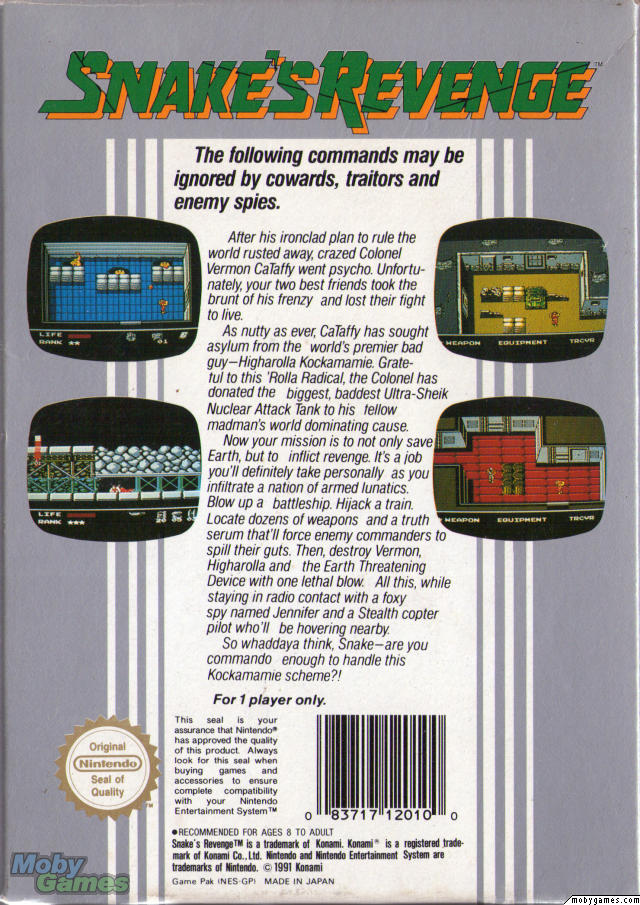 SNAKE'S REVENGE™
The following commands may be
ignored by cowards, traitors and
enemy spies.
After his ironclad plan to rule the
world rusted away, crazed Colonel
Vermon CaTaffy went psycho. Unfortu-
nately, your two best friends took the
brunt of his frenzy and lost their fight
to live.
As nutty as ever, CaTaffy has sought
asylum from the world's premier bad
guy—Higharolla Kockamamie. Grate-
ful to this 'Rolla Radical, the Colonel has
donated the biggest, baddest Ultra-Sheik
Nuclear Attack Tank to his fellow
madman's world dominating cause.
Now your mission is to not only save
Earth, but to inflict revenge. It's a job
you'll definitely take personally as you
infiltrate a nation of armed lunatics.
Blow up a battleship. Hijack a train.
Locate dozens of weapons and a truth
serum that'll force enemy commanders to
spill their guts. Then, destroy Vermon,
Higharolla and the Earth Threatening
Device with one lethal blow. All this, while
staying in radio contact with a foxy
spy named Jennifer and a Stealth copter
pilot who'll be hovering nearby.
So whaddaya think, Snake—are you
commando enough to handle this
Kockamamie scheme?!
For 1 player only.
LIFE
RANK ★★
01
WEAPON EQUIPMENT TRCVR
LIFE
RANK ★★★
WEAPON EQUIPMENT TRCVR
Original
Nintendo
Seal of
Quality
TM
This seal is your
assurance that Nintendo®
has approved the quality
of this product. Always
look for this seal when
buying games and
accessories to ensure
complete compatibility
with your Nintendo
Entertainment System™
0 83717 12010 0
●RECOMMENDED FOR AGES 8 TO ADULT
Snake's Revenge™ is a trademark of Konami. Konami® is a registered trade-
mark of Konami Co., Ltd. Nintendo and Nintendo Entertainment System are
trademarks of Nintendo. © 1991 Konami
Game Pak (NES-GP) MADE IN JAPAN
Moby
Games
mobygames.com